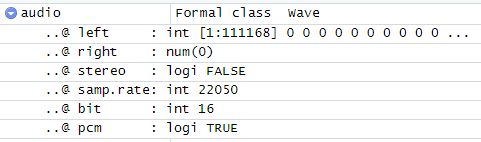 audio Formal class Wave
..@ left : int [1:111168] 0 0 0 0 0 0 0 0 0 0 ...
..@ right : num(0)
..@ stereo : logi FALSE
..@ samp.rate: int 22050
..@ bit : int 16
..@ pcm : logi TRUE